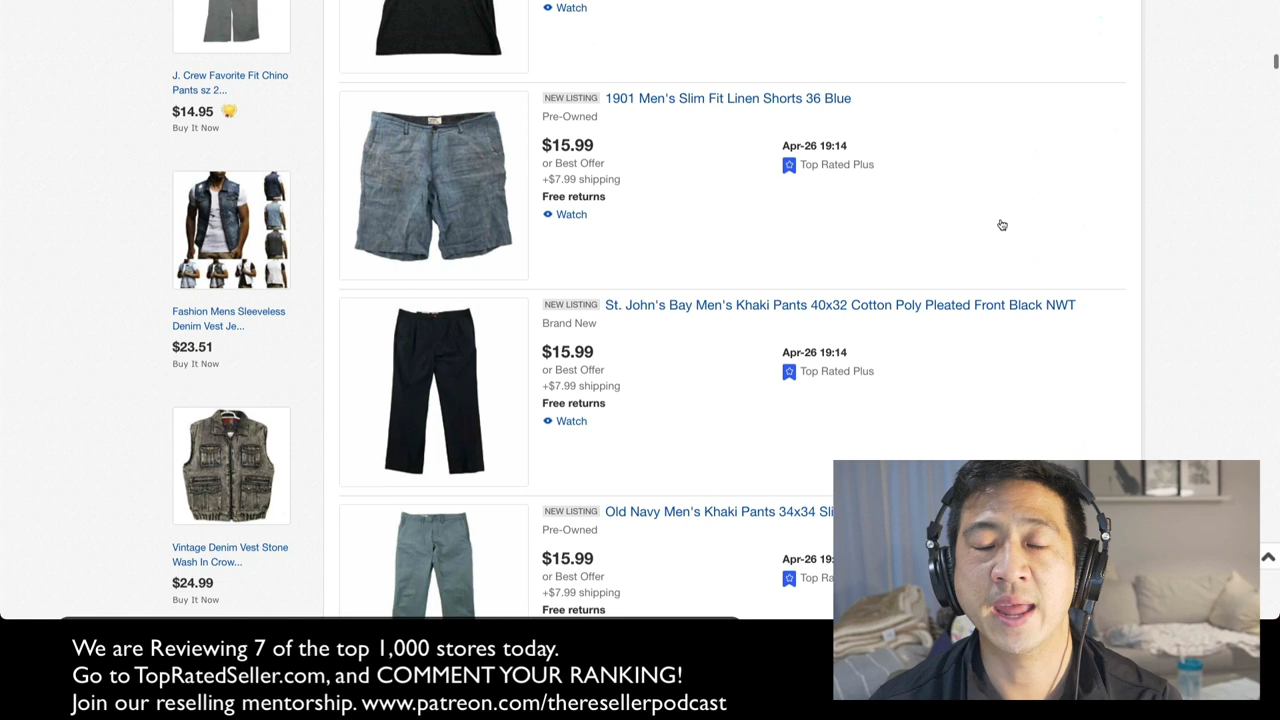 J. Crew Favorite Fit Chino
Pants sz 2...
$14.95
Buy It Now
Fashion Mens Sleeveless
Denim Vest Je...
$23.51
Buy It Now
Vintage Denim Vest Stone
Wash In Crow...
$24.99
Buy It Now
Watch
NEW LISTING 1901 Men's Slim Fit Linen Shorts 36 Blue
Pre-Owned
$15.99
or Best Offer
+$7.99 shipping
Free returns
Watch
Apr-26 19:14
Top Rated Plus
NEW LISTING St. John's Bay Men's Khaki Pants 40x32 Cotton Poly Pleated Front Black NWT
Brand New
$15.99
or Best Offer
+$7.99 shipping
Free returns
Watch
Apr-26 19:14
Top Rated Plus
NEW LISTING Old Navy Men's Khaki Pants 34x34 Sli
Pre-Owned
$15.99
or Best Offer
+$7.99 shipping
Free returns
Apr-26 19:
Top Ra
We are Reviewing 7 of the top 1,000 stores today.
Go to TopRatedSeller.com, and COMMENT YOUR RANKING!
Join our reselling mentorship. www.patreon.com/theresellerpodcast